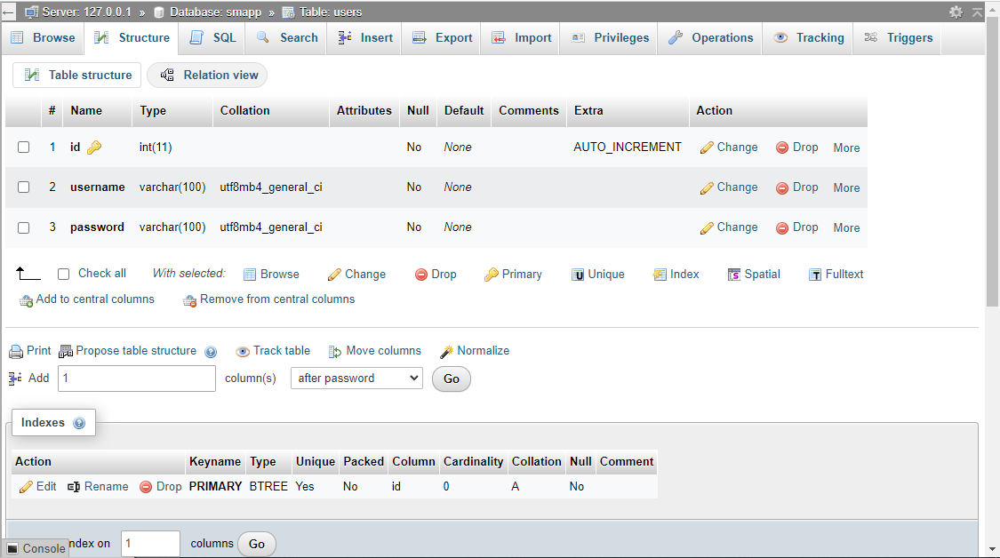 Server: 127.0.0.1 » Database: smapp » Table: users
Browse Structure SQL Search Insert Export Import Privileges Operations Tracking Triggers
Table structure Relation view
# Name Type Collation Attributes Null Default Comments Extra Action
1 id int(11) No None AUTO_INCREMENT Change Drop More
2 username varchar(100) utf8mb4_general_ci No None Change Drop More
3 password varchar(100) utf8mb4_general_ci No None Change Drop More
Check all With selected: Browse Change Drop Primary Unique Index Spatial Fulltext
Add to central columns Remove from central columns
Print Propose table structure Track table Move columns Normalize
Add 1 column(s) after password Go
Indexes
Action Keyname Type Unique Packed Column Cardinality Collation Null Comment
Edit Rename Drop PRIMARY BTREE Yes No id 0 A No
Console ndex on 1 columns Go